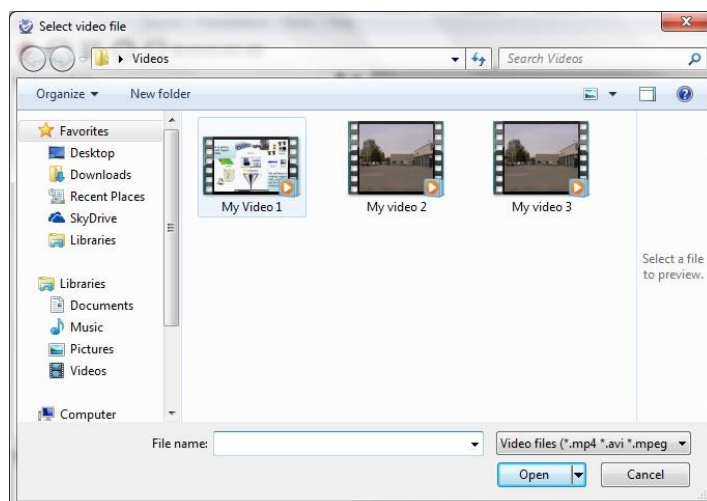 Select video file
Videos
Search Videos
Organize
New folder
Favorites
Desktop
Downloads
Recent Places
SkyDrive
Libraries
Libraries
Documents
Music
Pictures
Videos
Computer
My Video 1
My video 2
My video 3
Select a file
to preview.
File name:
Video files (*.mp4 *.avi *.mpeg
Open
Cancel